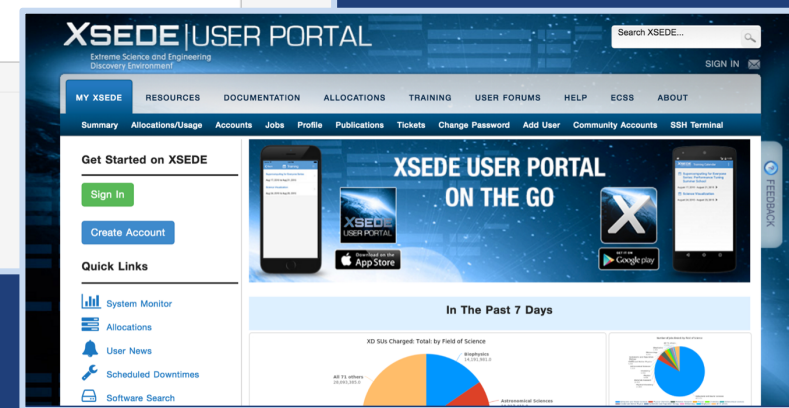 XSEDE|USER PORTAL
Extreme Science and Engineering
Discovery Environment
Search XSEDE...
SIGN IN
MY XSEDE RESOURCES DOCUMENTATION ALLOCATIONS TRAINING USER FORUMS HELP ECSS ABOUT
Summary Allocations/Usage Accounts Jobs Profile Publications Tickets Change Password Add User Community Accounts SSH Terminal
Get Started on XSEDE
Sign In
Create Account
Quick Links
System Monitor
Allocations
User News
Scheduled Downtimes
Software Search
XSEDE USER PORTAL
ON THE GO
XSEDE
USER PORTAL
Download on the
App Store
X
GET IT ON
Google play
FEEDBACK
In The Past 7 Days
XD SUs Charged: Total: by Field of Science
Biophysics
All 71 others
Astronomical Sciences